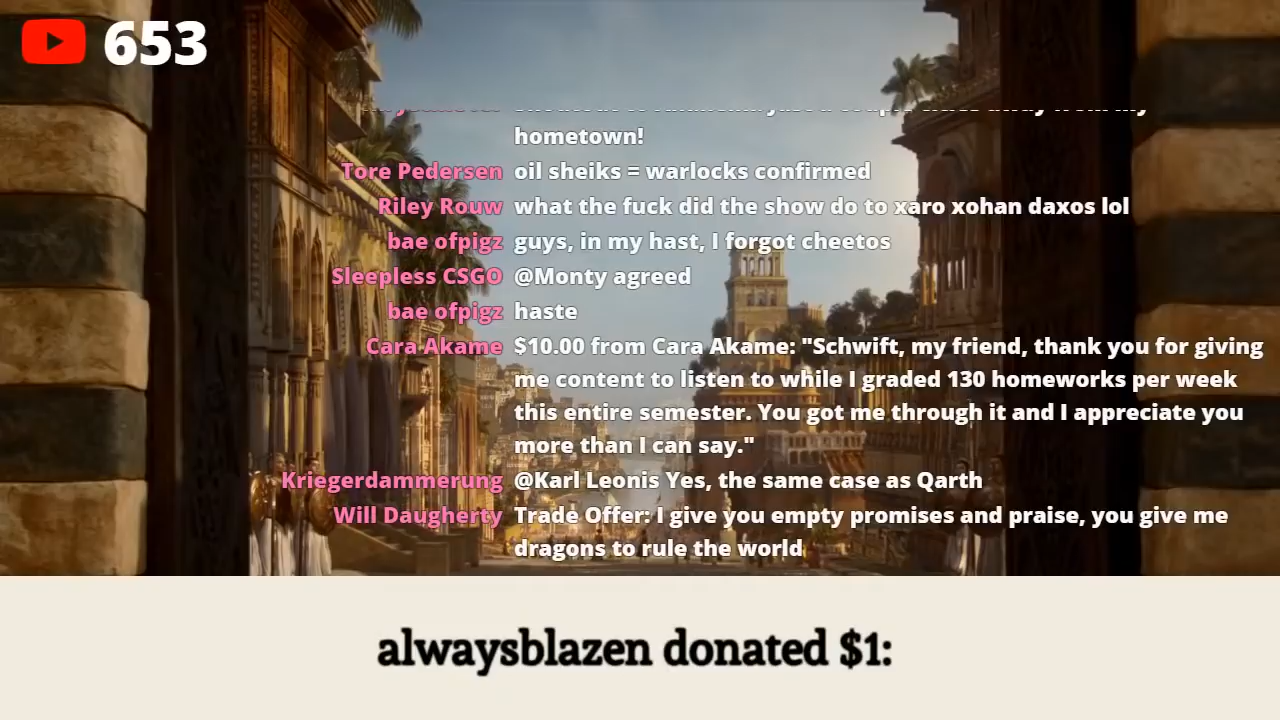 653
hometown!
Tore Pedersen oil sheiks = warlocks confirmed
Riley Rouw what the fuck did the show do to xaro xohan daxos lol
bae ofpigz guys, in my hast, I forgot cheetos
Sleepless CSGO @Monty agreed
bae ofpigz haste
Cara Akame $10.00 from Cara Akame: "Schwift, my friend, thank you for giving
me content to listen to while I graded 130 homeworks per week
this entire semester. You got me through it and I appreciate you
more than I can say."
Kriegerdammerung @Karl Leonis Yes, the same case as Qarth
Will Daugherty Trade Offer: I give you empty promises and praise, you give me
dragons to rule the world
alwaysblazen donated $1: